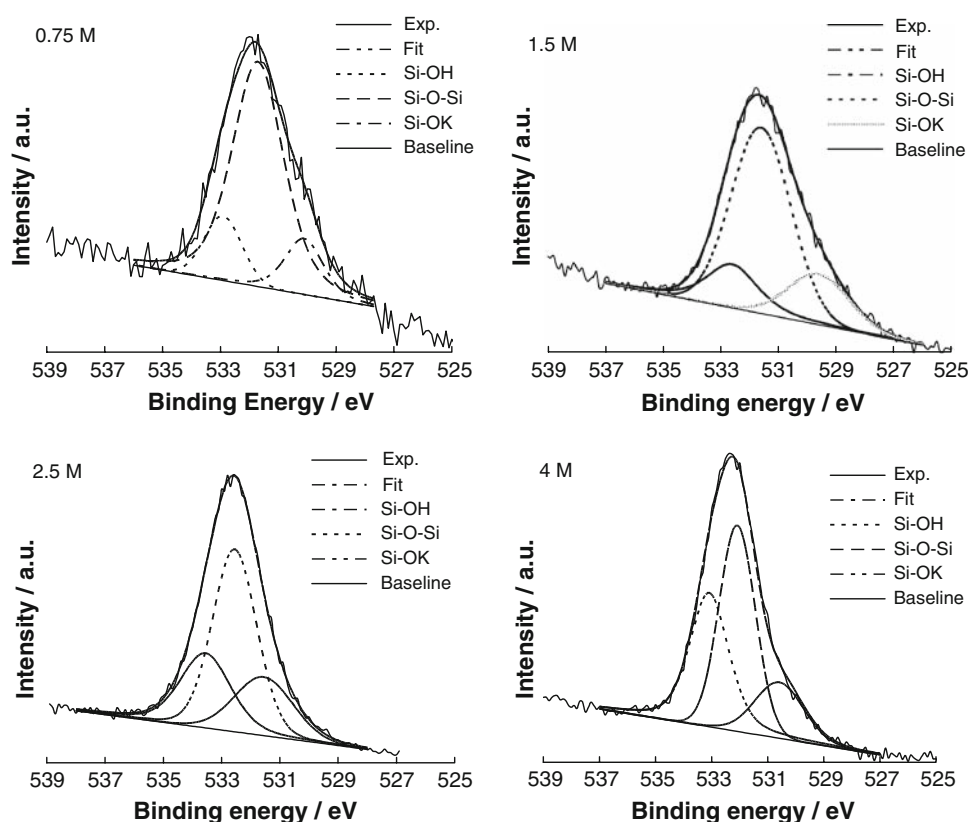 0.75 M
Exp.
Fit
Si-OH
Si-O-Si
Si-OK
Baseline
Intensity / a.u.
539 537 535 533 531 529 527 525
Binding Energy / eV
1.5 M
Exp.
Fit
Si-OH
Si-O-Si
Si-OK
Baseline
Intensity / a.u.
539 537 535 533 531 529 527 525
Binding energy / eV
2.5 M
Exp.
Fit
Si-OH
Si-O-Si
Si-OK
Baseline
Intensity / a.u.
539 537 535 533 531 529 527 525
Binding energy / eV
4 M
Exp.
Fit
Si-OH
Si-O-Si
Si-OK
Baseline
Intensity / a.u.
539 537 535 533 531 529 527 525
Binding energy / eV